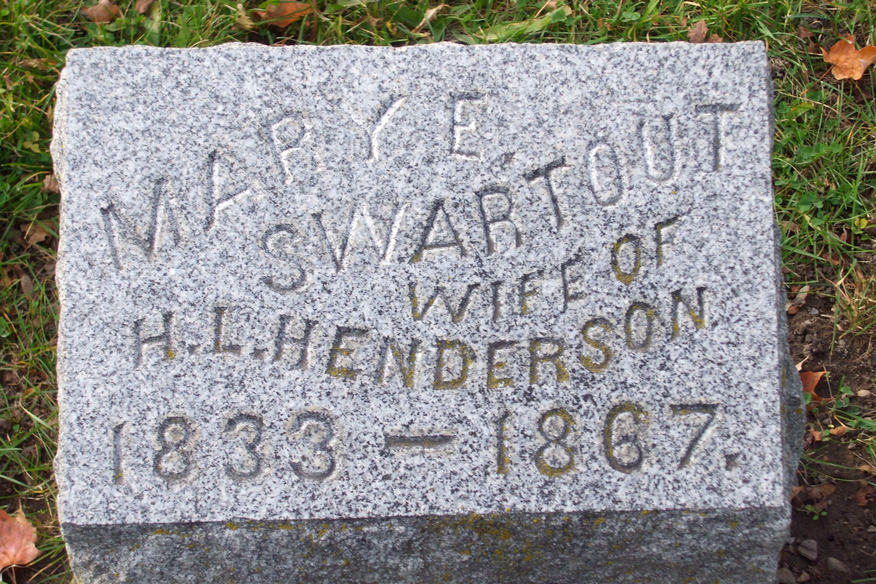 MARY E.
SWARTOUT
WIFE OF
H.L.HENDERSON
1833 — 1867.